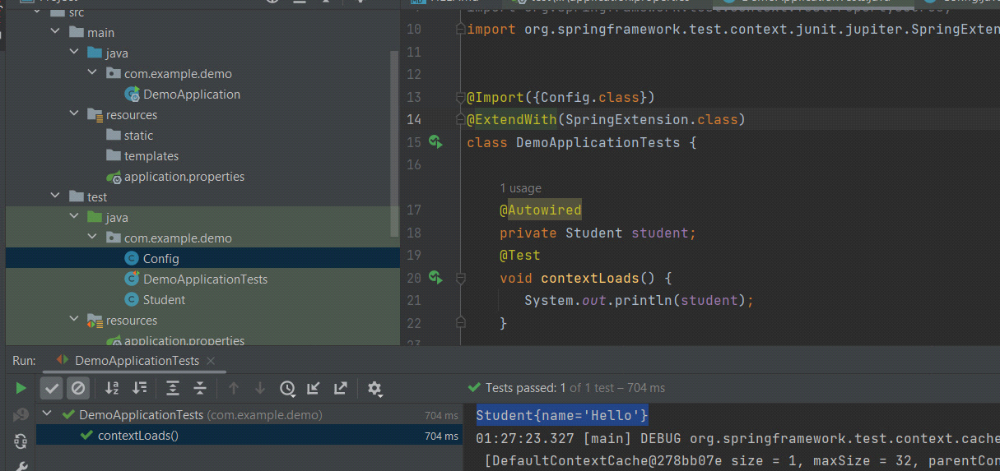 src
main
java
com.example.demo
DemoApplication
resources
static
templates
application.properties
test
java
com.example.demo
Config
DemoApplicationTests
Student
resources
application.properties
10 import org.springframework.test.context.junit.jupiter.SpringExten
11
12
13 @Import({Config.class})
14 @ExtendWith(SpringExtension.class)
15 class DemoApplicationTests {
16
1 usage
17 @Autowired
18 private Student student;
19 @Test
20 void contextLoads() {
21 System.out.println(student);
22 }
23
Run: DemoApplicationTests
Tests passed: 1 of 1 test – 704 ms
DemoApplicationTests (com.example.demo) 704 ms
contextLoads() 704 ms
Student{name='Hello'}
01:27:23.327 [main] DEBUG org.springframework.test.context.cache
[DefaultContextCache@278bb07e size = 1, maxSize = 32, parentCon